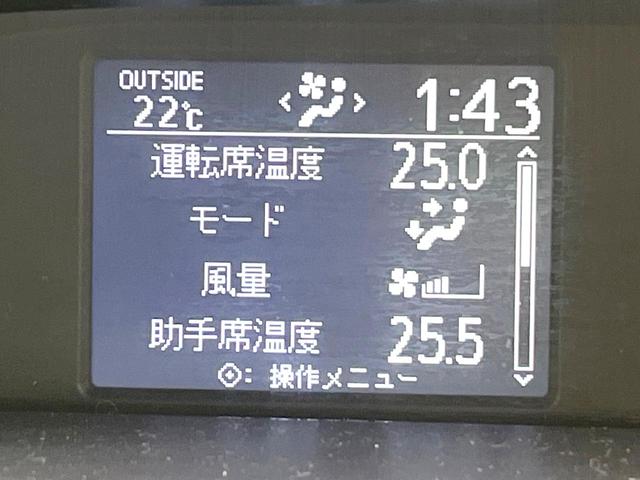 OUTSIDE
22℃
1:43
運転席温度 25.0
モード
風量
助手席温度 25.5
: 操作メニュー